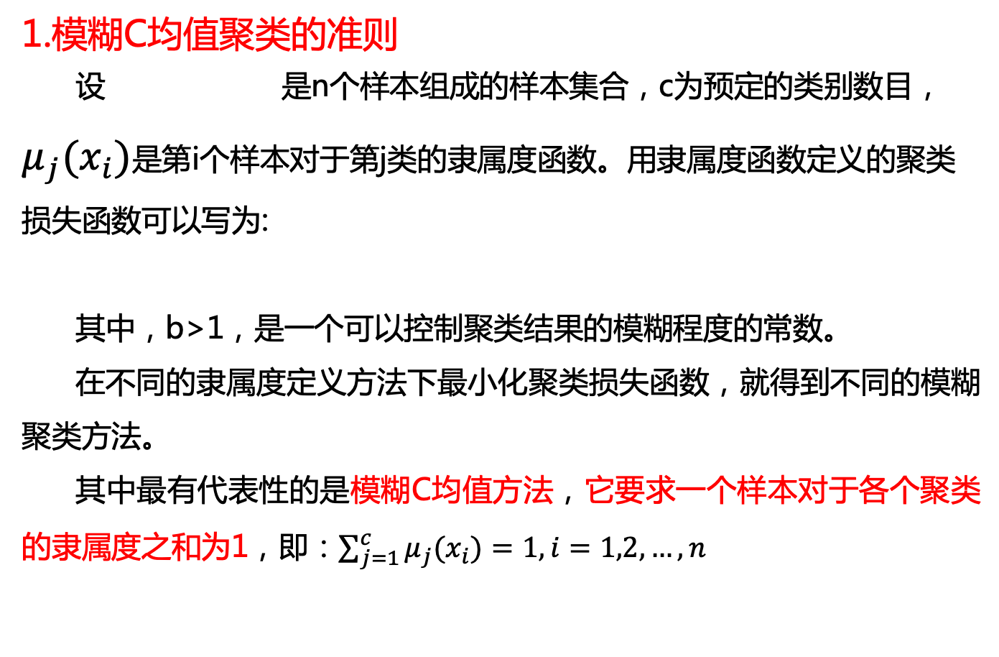 1.模糊C均值聚类的准则
设 是n个样本组成的样本集合，c为预定的类别数目，
μ_j(x_i)是第i个样本对于第j类的隶属度函数。用隶属度函数定义的聚类
损失函数可以写为:
其中，b>1，是一个可以控制聚类结果的模糊程度的常数。
在不同的隶属度定义方法下最小化聚类损失函数，就得到不同的模糊
聚类方法。
其中最有代表性的是模糊C均值方法，它要求一个样本对于各个聚类
的隶属度之和为1，即：∑_{j=1}^{c} μ_j(x_i) = 1, i = 1,2, … , n